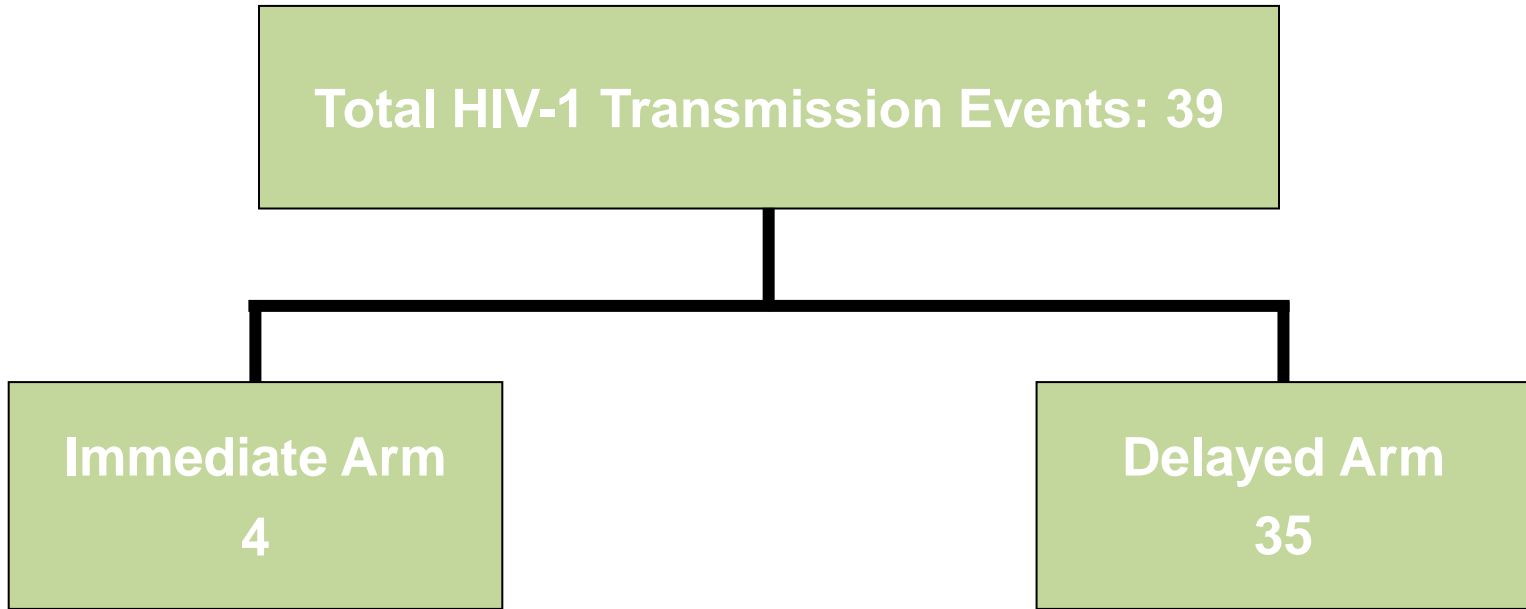 Total HIV-1 Transmission Events: 39
Immediate Arm
4
Delayed Arm
35